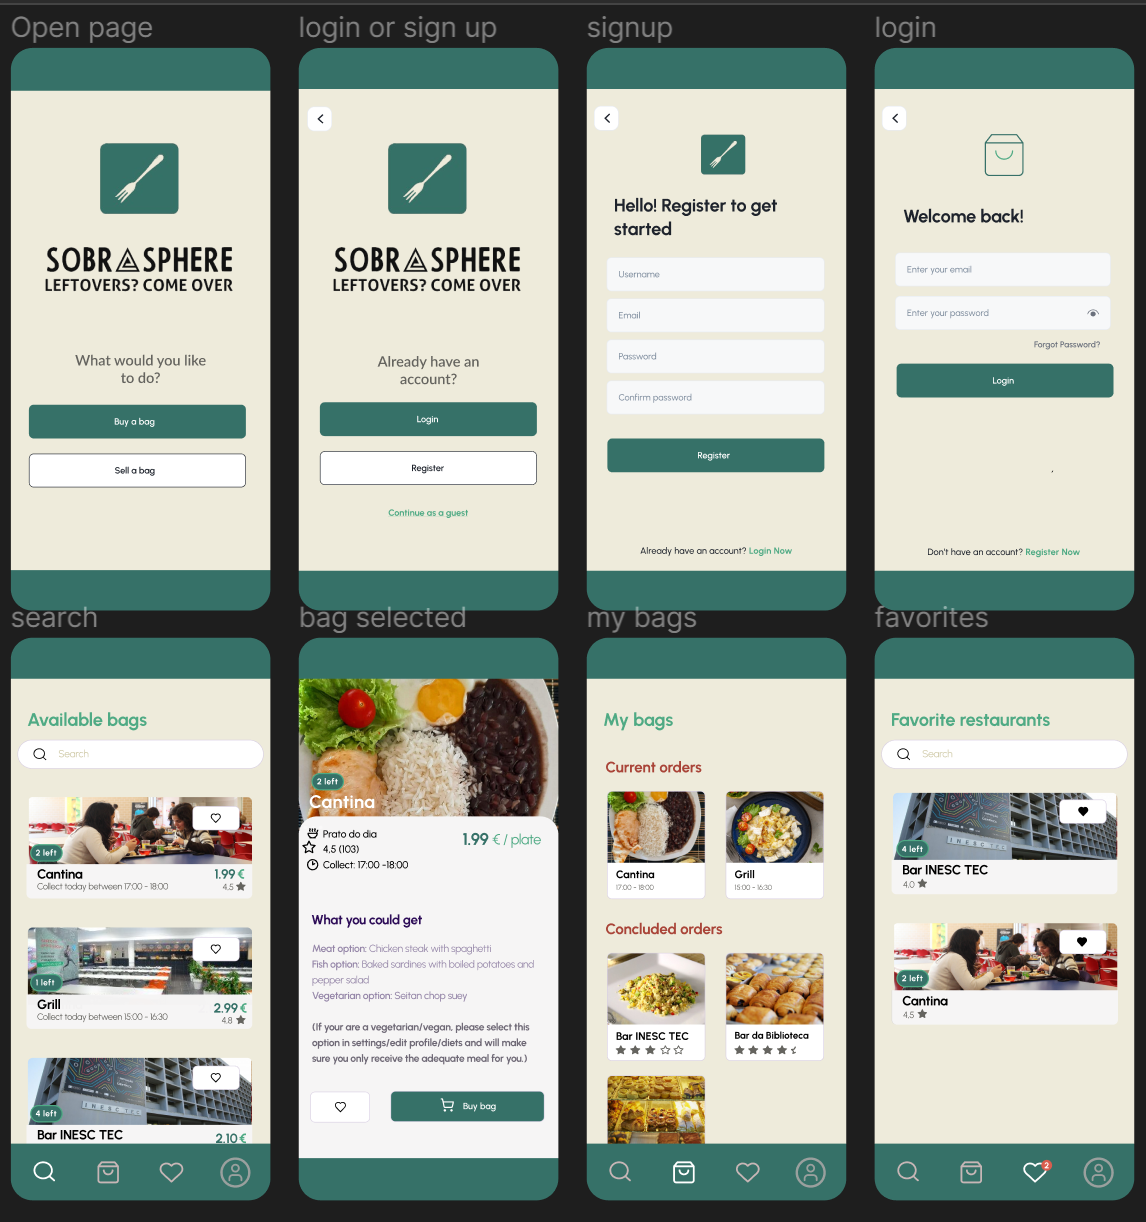 Open page
SOBRASPHERE
LEFTOVERS? COME OVER
What would you like
to do?
Buy a bag
Sell a bag
login or sign up
SOBRASPHERE
LEFTOVERS? COME OVER
Already have an
account?
Login
Register
Continue as a guest
signup
Hello! Register to get
started
Username
Email
Password
Confirm password
Register
Already have an account? Login Now
login
Welcome back!
Enter your email
Enter your password
Forgot Password?
Login
Don't have an account? Register Now
search
Available bags
Search
2 left
Cantina
1.99 €
Collect today between 17:00 - 18:00
4.5
1 left
Grill
2.99 €
Collect today between 15:00 - 16:30
4.8
INESC TEC
4 left
Bar INESC TEC
2.10 €
bag selected
2 left
Cantina
Prato do dia
1.99 € / plate
4.5 (103)
Collect: 17:00 -18:00
What you could get
Meat option: Chicken steak with spaghetti
Fish option: Baked sardines with boiled potatoes and
pepper salad
Vegetarian option: Seitan chop suey
(If your are a vegetarian/vegan, please select this
option in settings/edit profile/diets and will make
sure you only receive the adequate meal for you.)
Buy bag
my bags
My bags
Current orders
Cantina
17:00 - 18:00
Grill
15:00 - 16:30
Concluded orders
Bar INESC TEC
Bar da Biblioteca
favorites
Favorite restaurants
Search
INESC TEC
4 left
Bar INESC TEC
4.0
2 left
Cantina
4.5
2